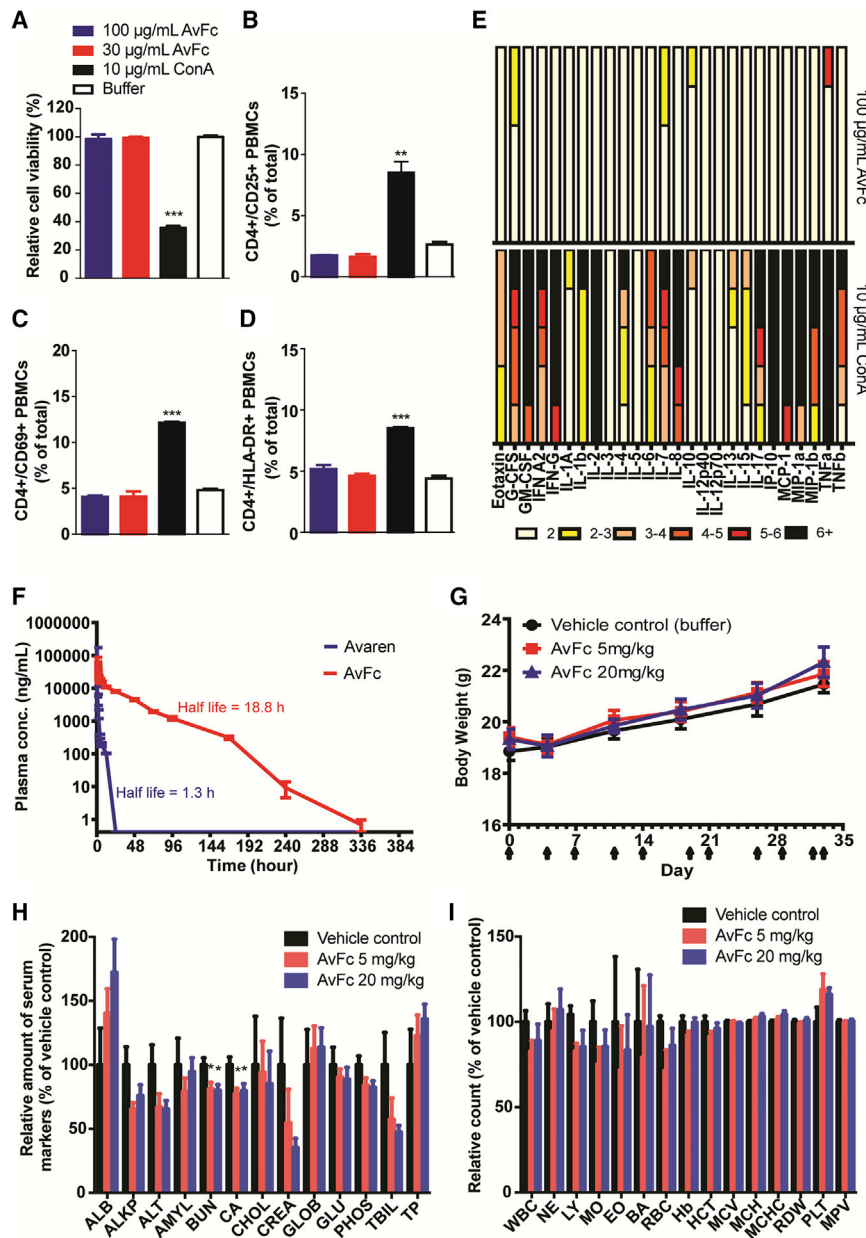 A
100 µg/mL AvFc
30 µg/mL AvFc
10 µg/mL ConA
Buffer
Relative cell viability (%)
120
100
80
60
40
20
0
***
B
CD4+/CD25+ PBMCs
(% of total)
15
10
5
0
**
C
CD4+/CD69+ PBMCs
(% of total)
20
15
10
5
0
***
D
CD4+/HLA-DR+ PBMCs
(% of total)
15
10
5
0
***
E
100 µg/mL AvFc
10 µg/mL ConA
Eotaxin
G-CFS
GM-CSF
IFN A2
IFN-G
IL-1A
IL-1b
IL-2
IL-3
IL-4
IL-5
IL-6
IL-7
IL-8
IL-10
IL-12p40
IL-12p70
IL-13
IL-15
IL-17
IP-10
MCP-1
MIP-1a
MIP-1b
TNFa
TNFb
2
2-3
3-4
4-5
5-6
6+
F
Plasma conc. (ng/mL)
1000000
100000
10000
1000
100
10
1
Avaren
AvFc
Half life = 18.8 h
Half life = 1.3 h
0 48 96 144 192 240 288 336 384
Time (hour)
G
Vehicle control (buffer)
AvFc 5mg/kg
AvFc 20mg/kg
Body Weight (g)
24
22
20
18
16
0 7 14 21 28 35
Day
H
Vehicle control
AvFc 5 mg/kg
AvFc 20 mg/kg
Relative amount of serum
markers (% of vehicle control)
200
150
100
50
0
* *
**
ALB
ALKP
ALT
AMYL
BUN
CA
CHOL
CREA
GLOB
GLU
PHOS
TBIL
TP
I
Vehicle control
AvFc 5 mg/kg
AvFc 20 mg/kg
Relative count (% of vehicle control)
150
100
50
0
WBC
NE
LY
MO
EO
BA
RBC
Hb
HCT
MCV
MCH
MCHC
RDW
PLT
MPV